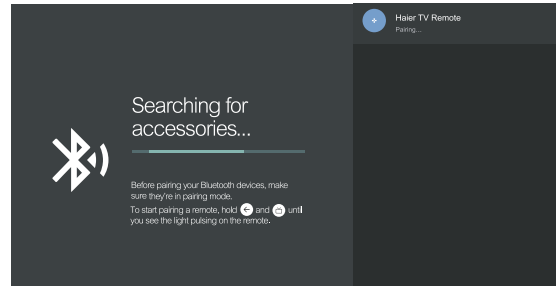 Searching for
accessories...
Before pairing your Bluetooth devices, make
sure they're in pairing mode.
To start pairing a remote, hold and until
you see the light pulsing on the remote.
Haier TV Remote
Pairing...